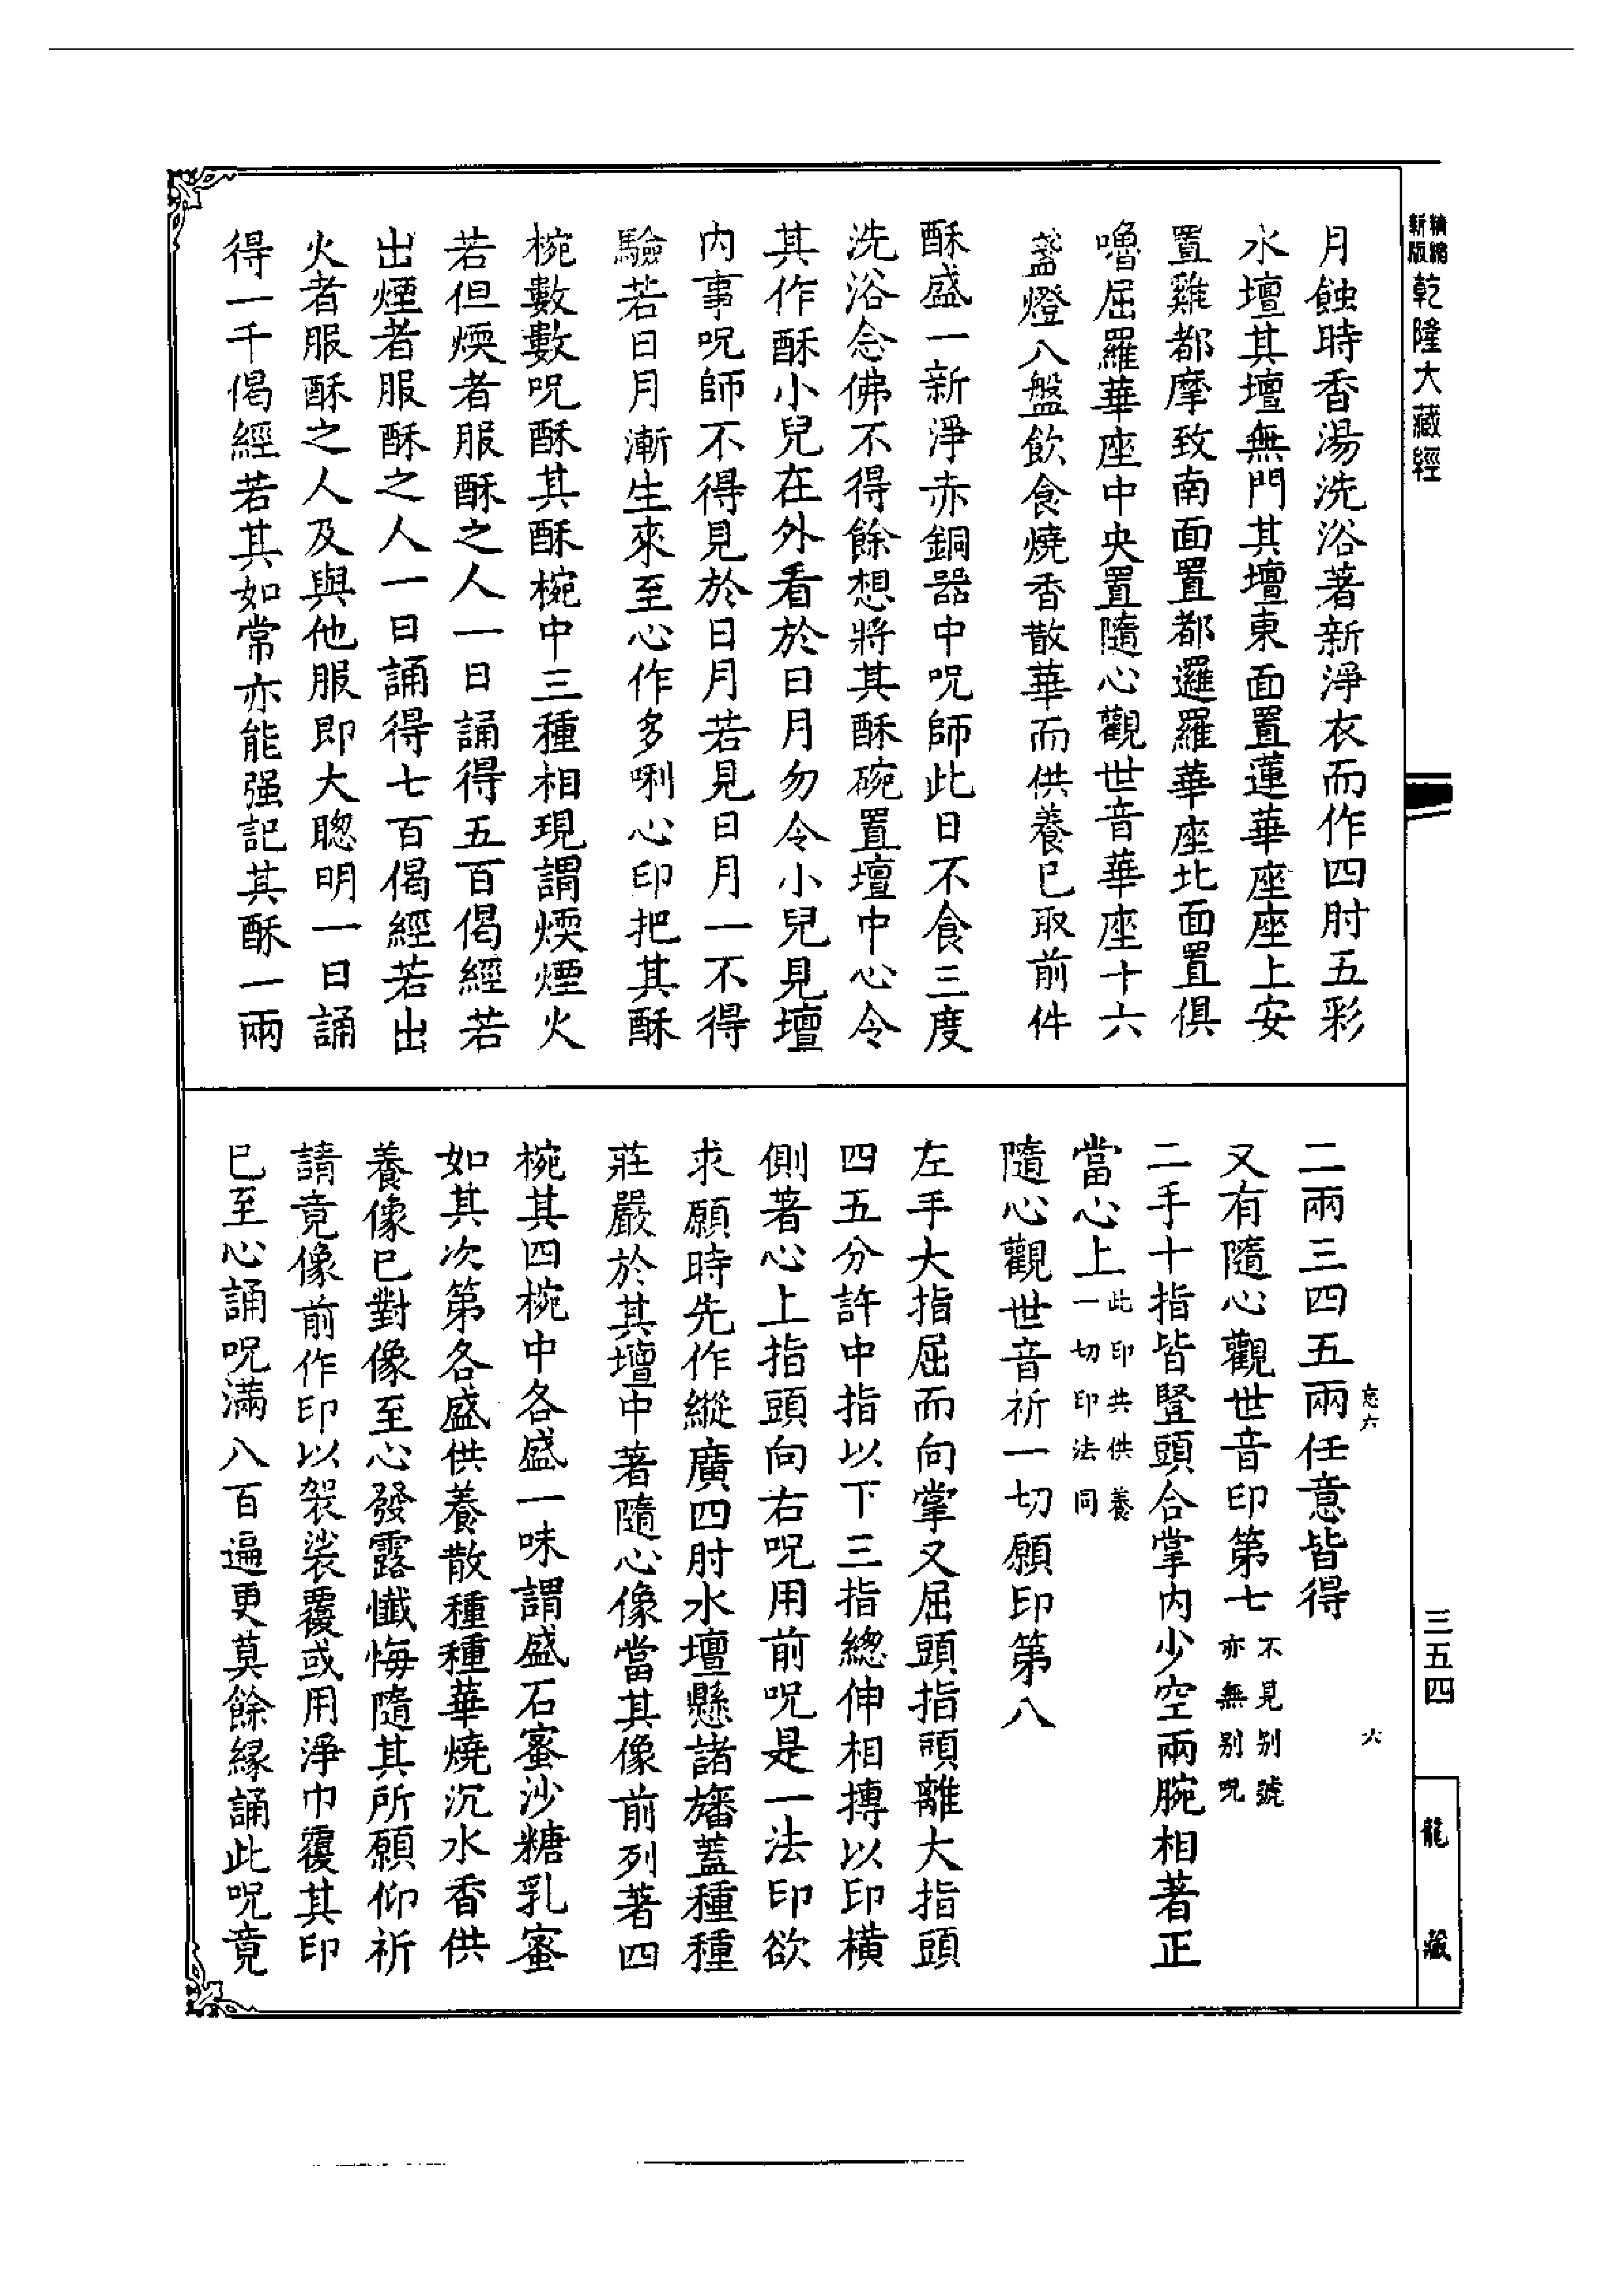 新編縮版乾隆大藏經
月蝕時香湯洗浴著新淨衣而作四肘五彩
水壇其壇無門其壇東面置蓮華座座上安
置雞都摩致南面置都邏羅華座北面置俱
嚕屈羅華座中央置隨心觀世音華座十六
盞燈八盤飲食燒香散華而供養已取前件
酥盛一新淨赤銅器中呪師此日不食三度
洗浴念佛不得餘想將其酥碗置壇中心令
其作酥小兒在外看於日月勿令小兒見壇
內事呪師不得見於日月若見日月一不得
驗若日月漸生來至心作多唎心印把其酥
椀數數呪酥其酥椀中三種相現謂煗煙火
若但煗者服酥之人一日誦得五百偈經若
出煙者服酥之人一日誦得七百偈經若出
火者服酥之人及與他服即大聰明一日誦
得一千偈經若其如常亦能强記其酥一兩
三五四
龍藏
忘六
六
二兩三四五兩任意皆得
又有隨心觀世音印第七不見別號亦無別呪
二手十指皆豎頭合掌內少空兩腕相著正
當心上此印共供養一切印法同
隨心觀世音祈一切願印第八
左手大指屈而向掌又屈頭指頭離大指頭
四五分許中指以下三指總伸相摶以印橫
側著心上指頭向右呪用前呪是一法印欲
求願時先作縱廣四肘水壇懸諸旛蓋種種
莊嚴於其壇中著隨心像當其像前列著四
椀其四椀中各盛一味謂盛石蜜沙糖乳蜜
如其次第各盛供養散種種華燒沉水香供
養像已對像至心發露懺悔隨其所願仰祈
請竟像前作印以袈裟覆或用淨巾覆其印
已至心誦呪滿八百遍更莫餘緣誦此呪竟